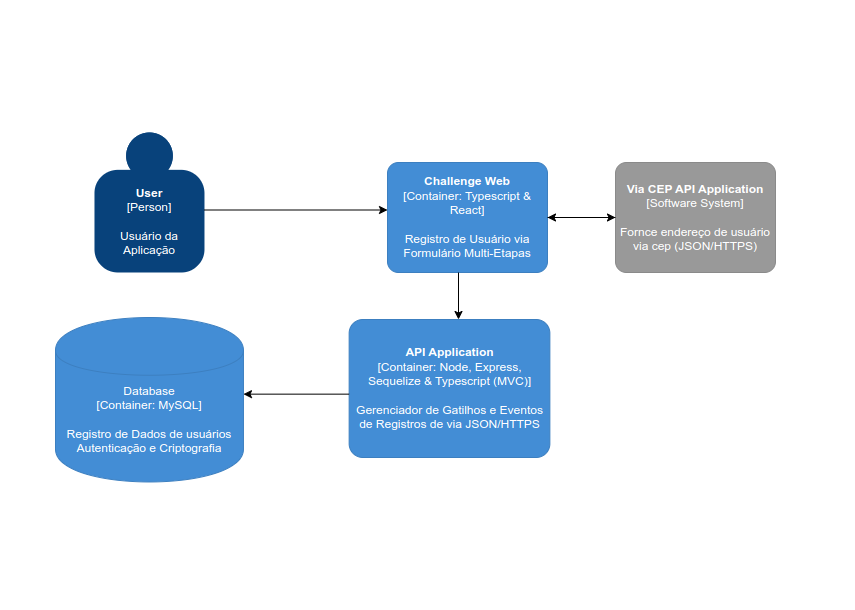 User
[Person]
Usuário da
Aplicação
Challenge Web
[Container: Typescript &
React]
Registro de Usuário via
Formulário Multi-Etapas
Via CEP API Application
[Software System]
Fornce endereço de usuário
via cep (JSON/HTTPS)
Database
[Container: MySQL]
Registro de Dados de usuários
Autenticação e Criptografia
API Application
[Container: Node, Express,
Sequelize & Typescript (MVC)]
Gerenciador de Gatilhos e Eventos
de Registros de via JSON/HTTPS